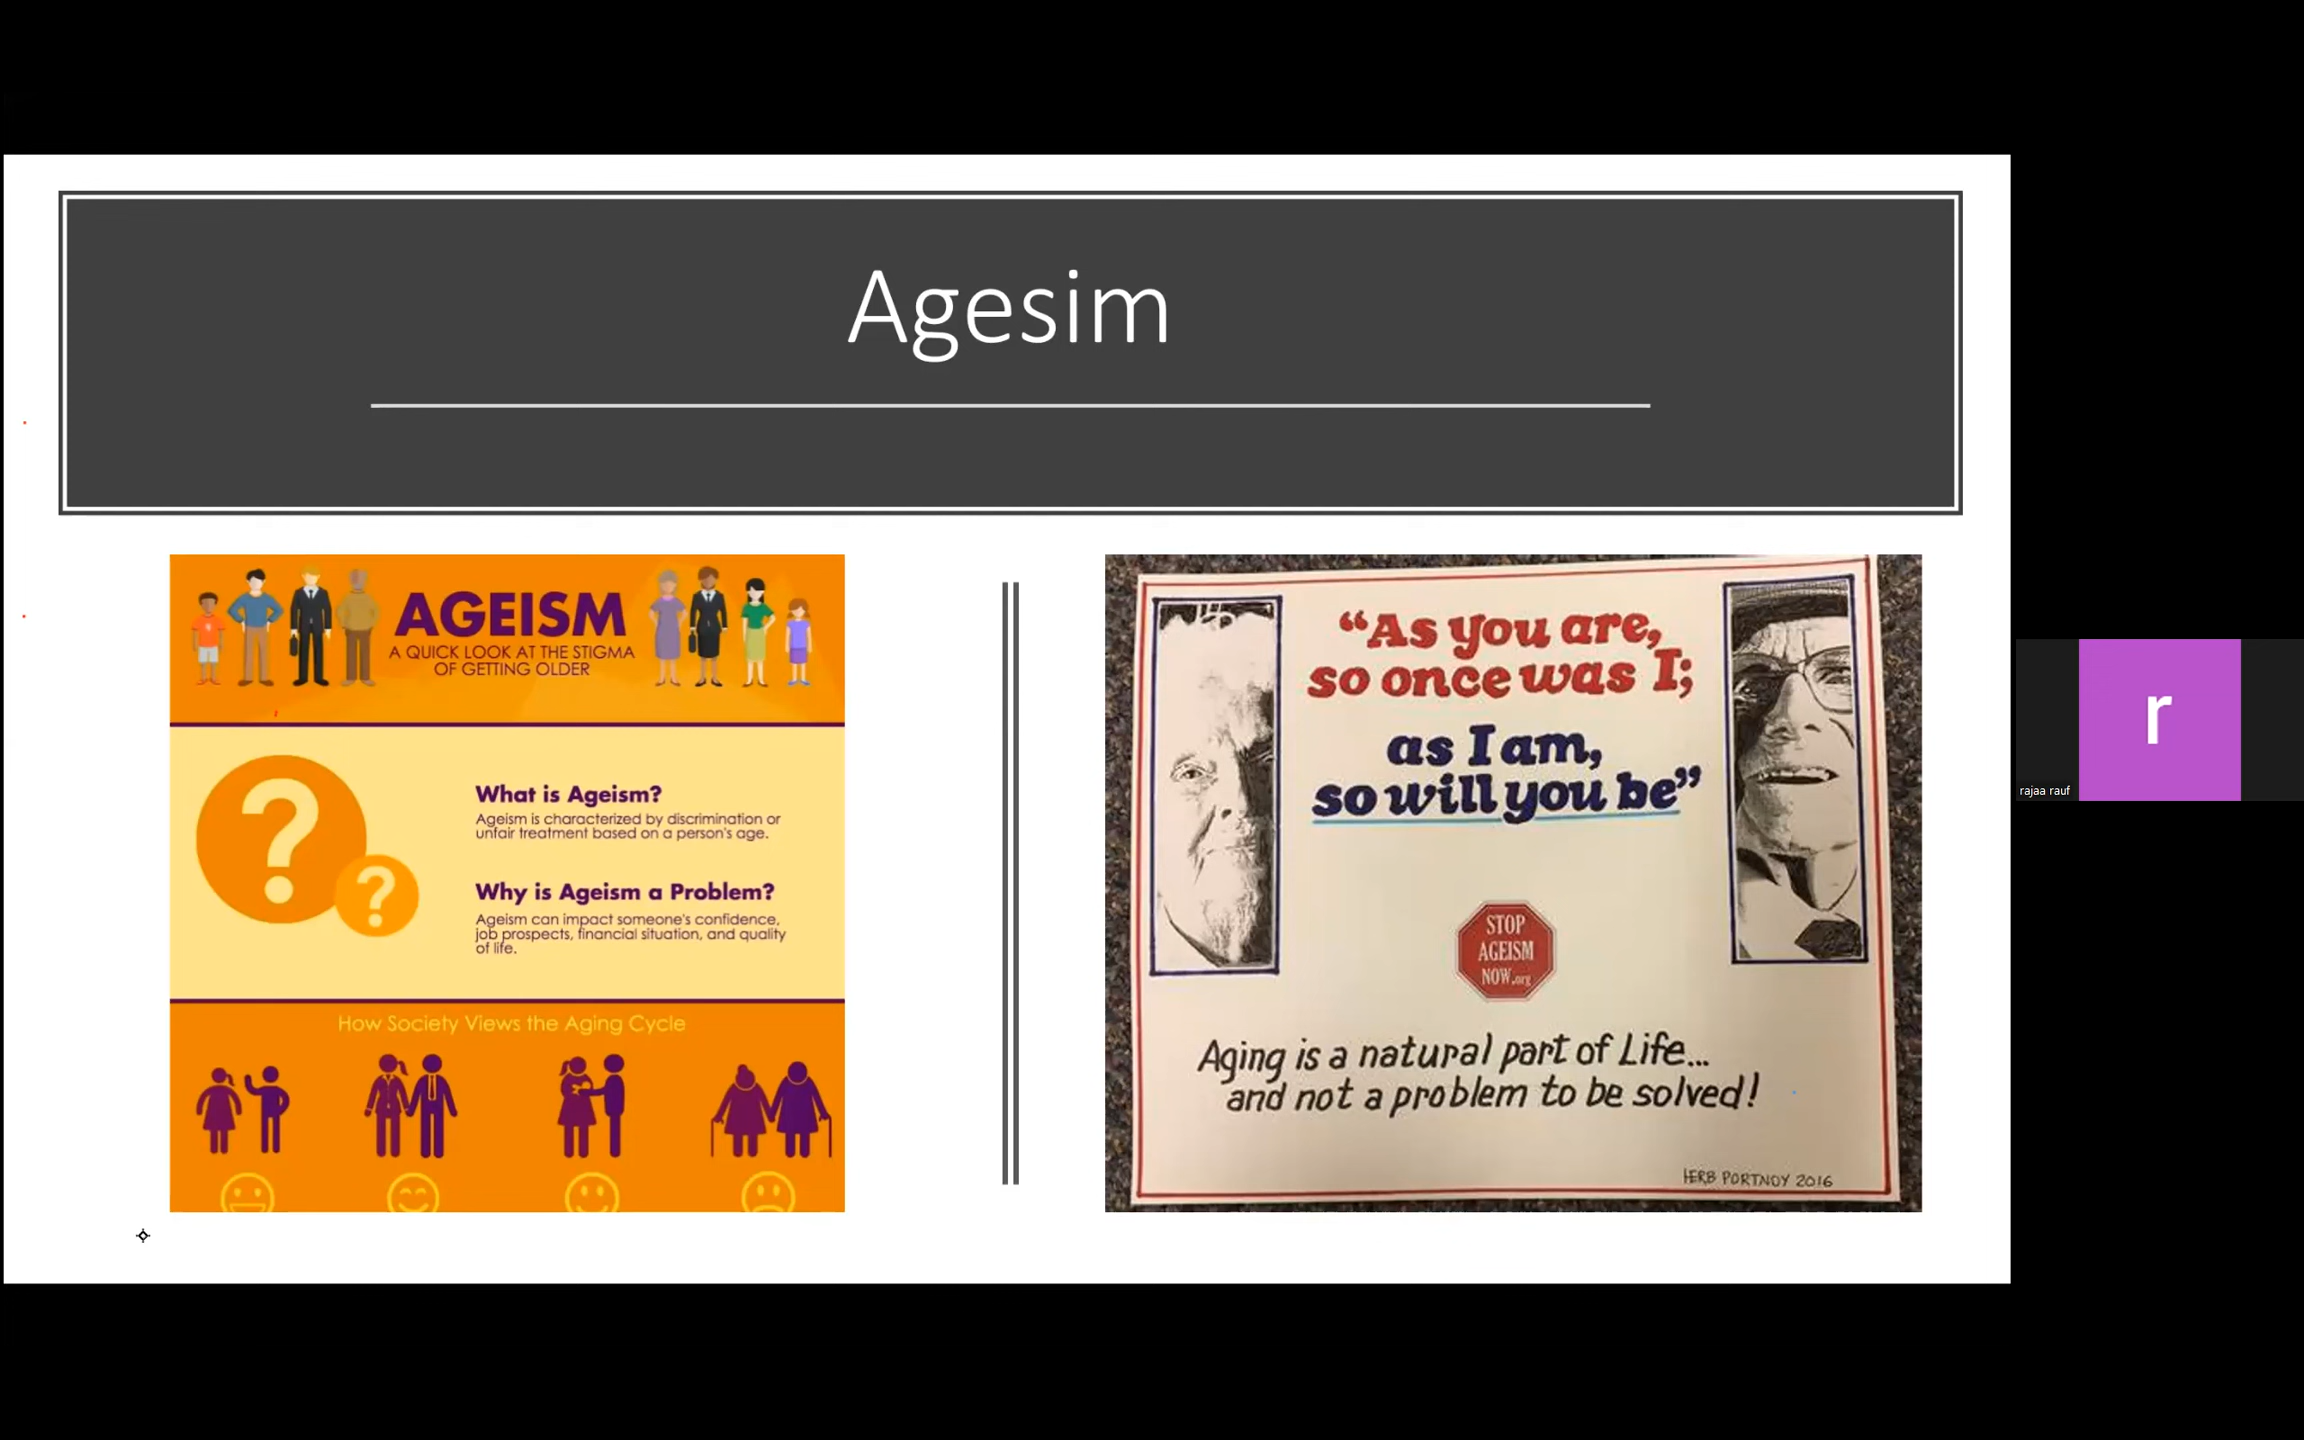 Agesim
AGEISM
A QUICK LOOK AT THE STIGMA
OF GETTING OLDER
What is Ageism?
Ageism is characterized by discrimination or
unfair treatment based on a person's age.
Why is Ageism a Problem?
Ageism can impact someone's confidence,
job prospects, financial situation, and quality
of life.
How Society Views the Aging Cycle
“As you are,
so once was I;
as I am,
so will you be”
STOP
AGEISM
NOW.org
Aging is a natural part of Life...
and not a problem to be solved!
HERB PORTNOY 2016
r
rajaa rauf